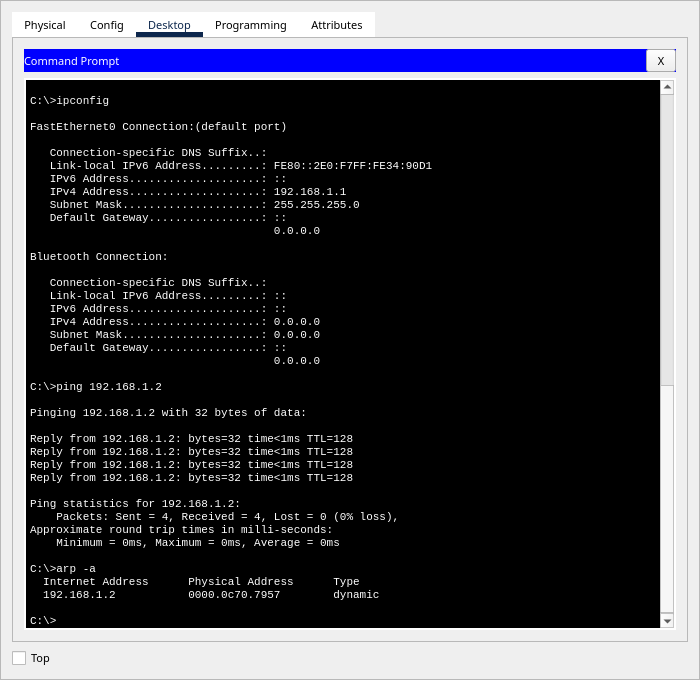 Physical Config Desktop Programming Attributes
Command Prompt X
C:\>ipconfig
FastEthernet0 Connection:(default port)
Connection-specific DNS Suffix..:
Link-local IPv6 Address.........: FE80::2E0:F7FF:FE34:90D1
IPv6 Address....................: ::
IPv4 Address....................: 192.168.1.1
Subnet Mask.....................: 255.255.255.0
Default Gateway.................: ::
0.0.0.0
Bluetooth Connection:
Connection-specific DNS Suffix..:
Link-local IPv6 Address.........: ::
IPv6 Address....................: ::
IPv4 Address....................: 0.0.0.0
Subnet Mask.....................: 0.0.0.0
Default Gateway.................: ::
0.0.0.0
C:\>ping 192.168.1.2
Pinging 192.168.1.2 with 32 bytes of data:
Reply from 192.168.1.2: bytes=32 time<1ms TTL=128
Reply from 192.168.1.2: bytes=32 time<1ms TTL=128
Reply from 192.168.1.2: bytes=32 time<1ms TTL=128
Reply from 192.168.1.2: bytes=32 time<1ms TTL=128
Ping statistics for 192.168.1.2:
Packets: Sent = 4, Received = 4, Lost = 0 (0% loss),
Approximate round trip times in milli-seconds:
Minimum = 0ms, Maximum = 0ms, Average = 0ms
C:\>arp -a
Internet Address Physical Address Type
192.168.1.2 0000.0c70.7957 dynamic
C:\>
Top